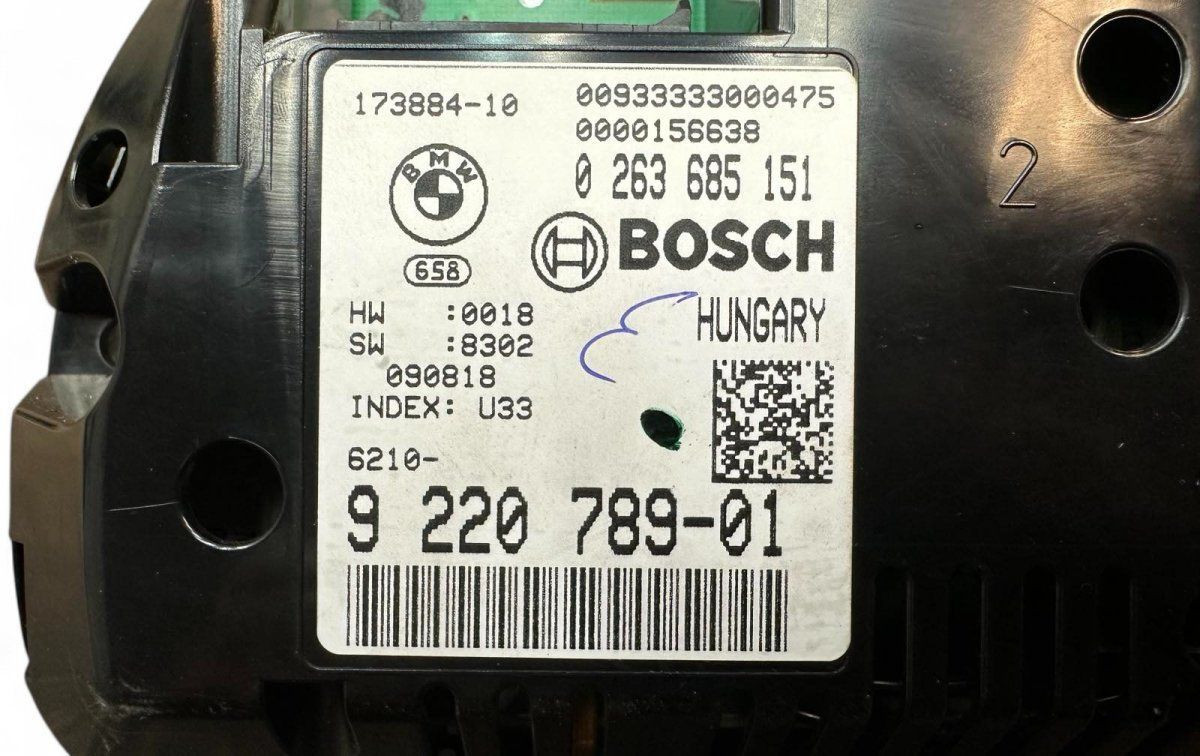 173884-10
00933333000475
0000156638
0 263 685 151
BMW
BOSCH
658
HUNGARY
HW :0018
SW :8302
090818
INDEX: U33
6210-
9 220 789-01
2